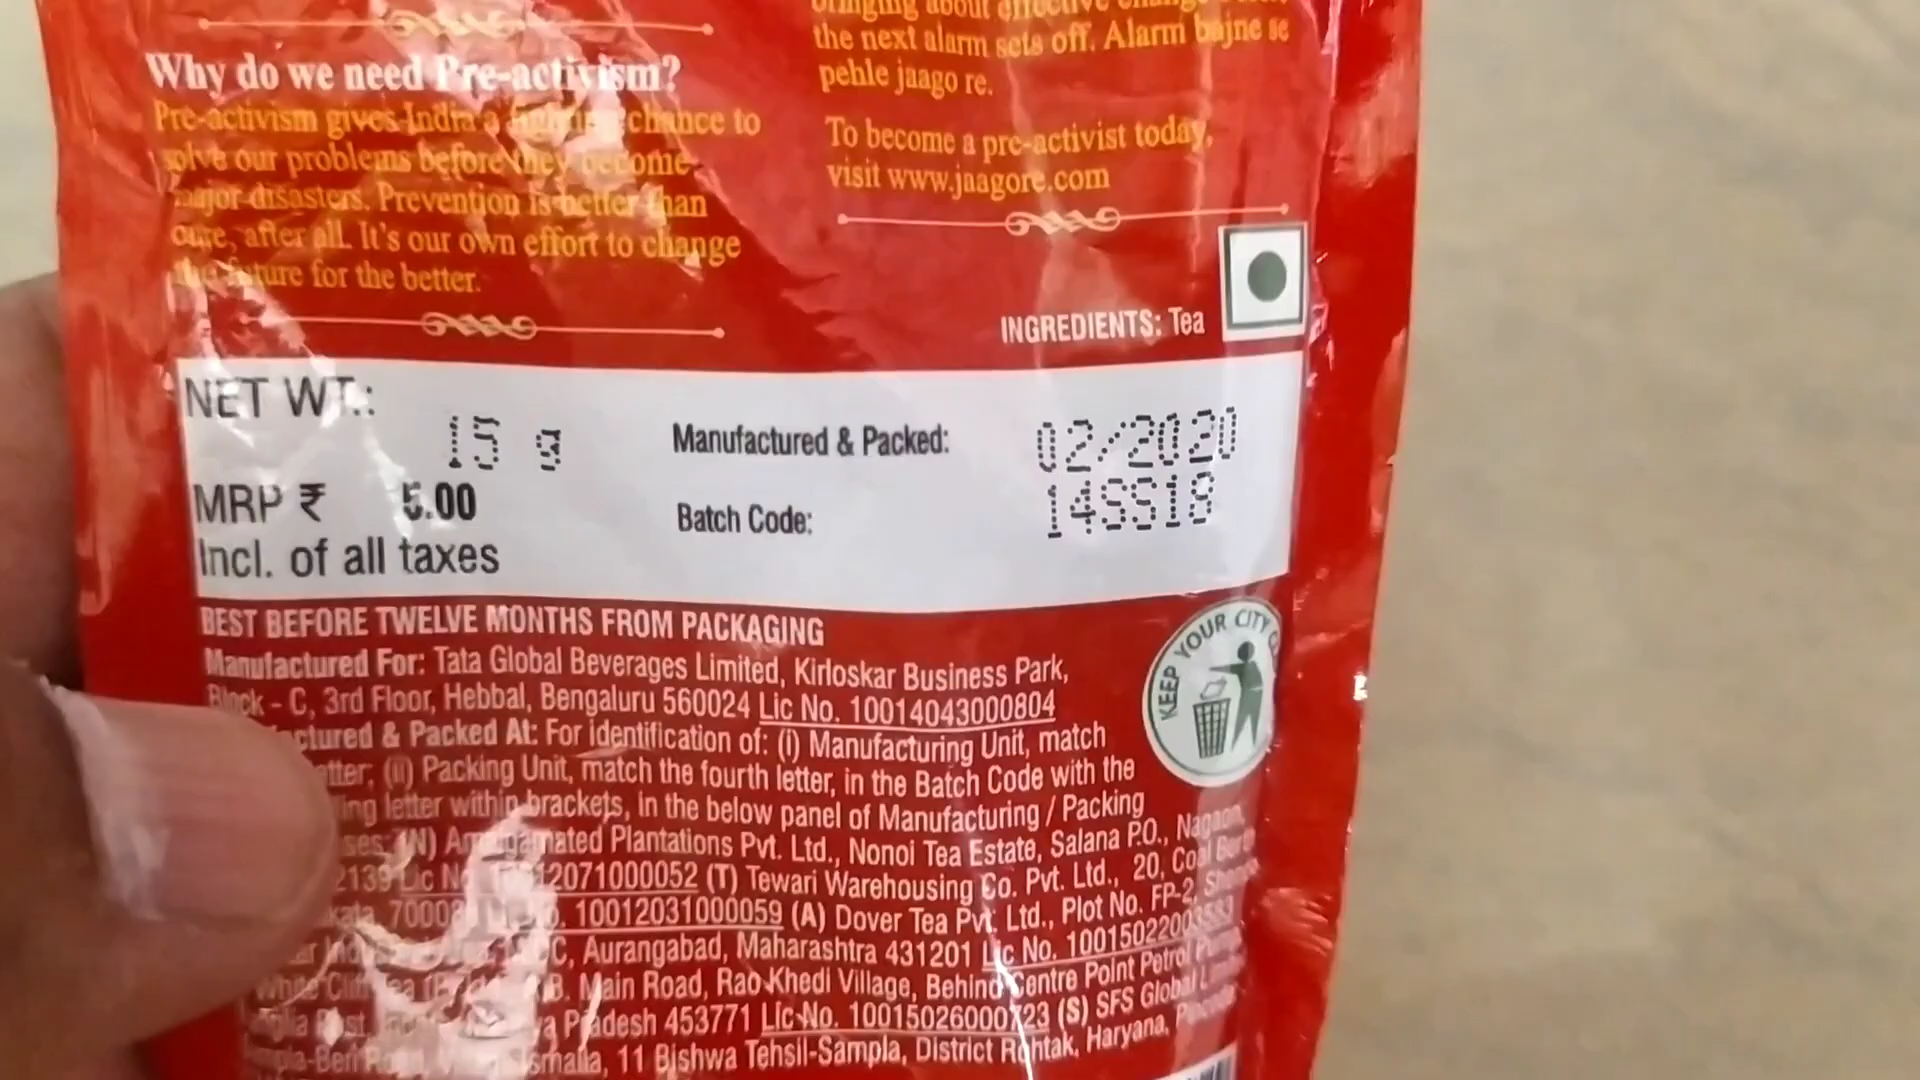 the next alarm sets off. Alarm bajne se
pehle jaago re.
To become a pre-activist today,
visit www.jaagore.com
Why do we need Pre-activism?
Pre-activism gives India a chance to
solve our problems before they become
major disasters. Prevention is better than
cure, after all. It's our own effort to change
the future for the better.
INGREDIENTS: Tea
NET WT.: 15 g
MRP ₹ 5.00
Incl. of all taxes
Manufactured & Packed: 02/2020
Batch Code: 14SS18
BEST BEFORE TWELVE MONTHS FROM PACKAGING
KEEP YOUR CITY
Manufactured For: Tata Global Beverages Limited, Kirloskar Business Park,
Block - C, 3rd Floor, Hebbal, Bengaluru 560024 Lic No. 10014043000804
& Packed At: For identification of: (i) Manufacturing Unit, match
(ii) Packing Unit, match the fourth letter, in the Batch Code with the
letter within brackets, in the below panel of Manufacturing / Packing
(N) Amalgamated Plantations Pvt. Ltd., Nonoi Tea Estate, Salana P.O., Nagaon,
2071000052 (T) Tewari Warehousing Co. Pvt. Ltd., 20, Coal
10012031000059 (A) Dover Tea Pvt. Ltd., Plot No. FP-2,
Aurangabad, Maharashtra 431201 Lic No. 10015022003583
Main Road, Rao Khedi Village, Behind Centre Point Petrol
Pradesh 453771 Lic No. 10015026000723 (S) SFS Global
11 Bishwa Tehsil-Sampla, District Rohtak, Haryana,